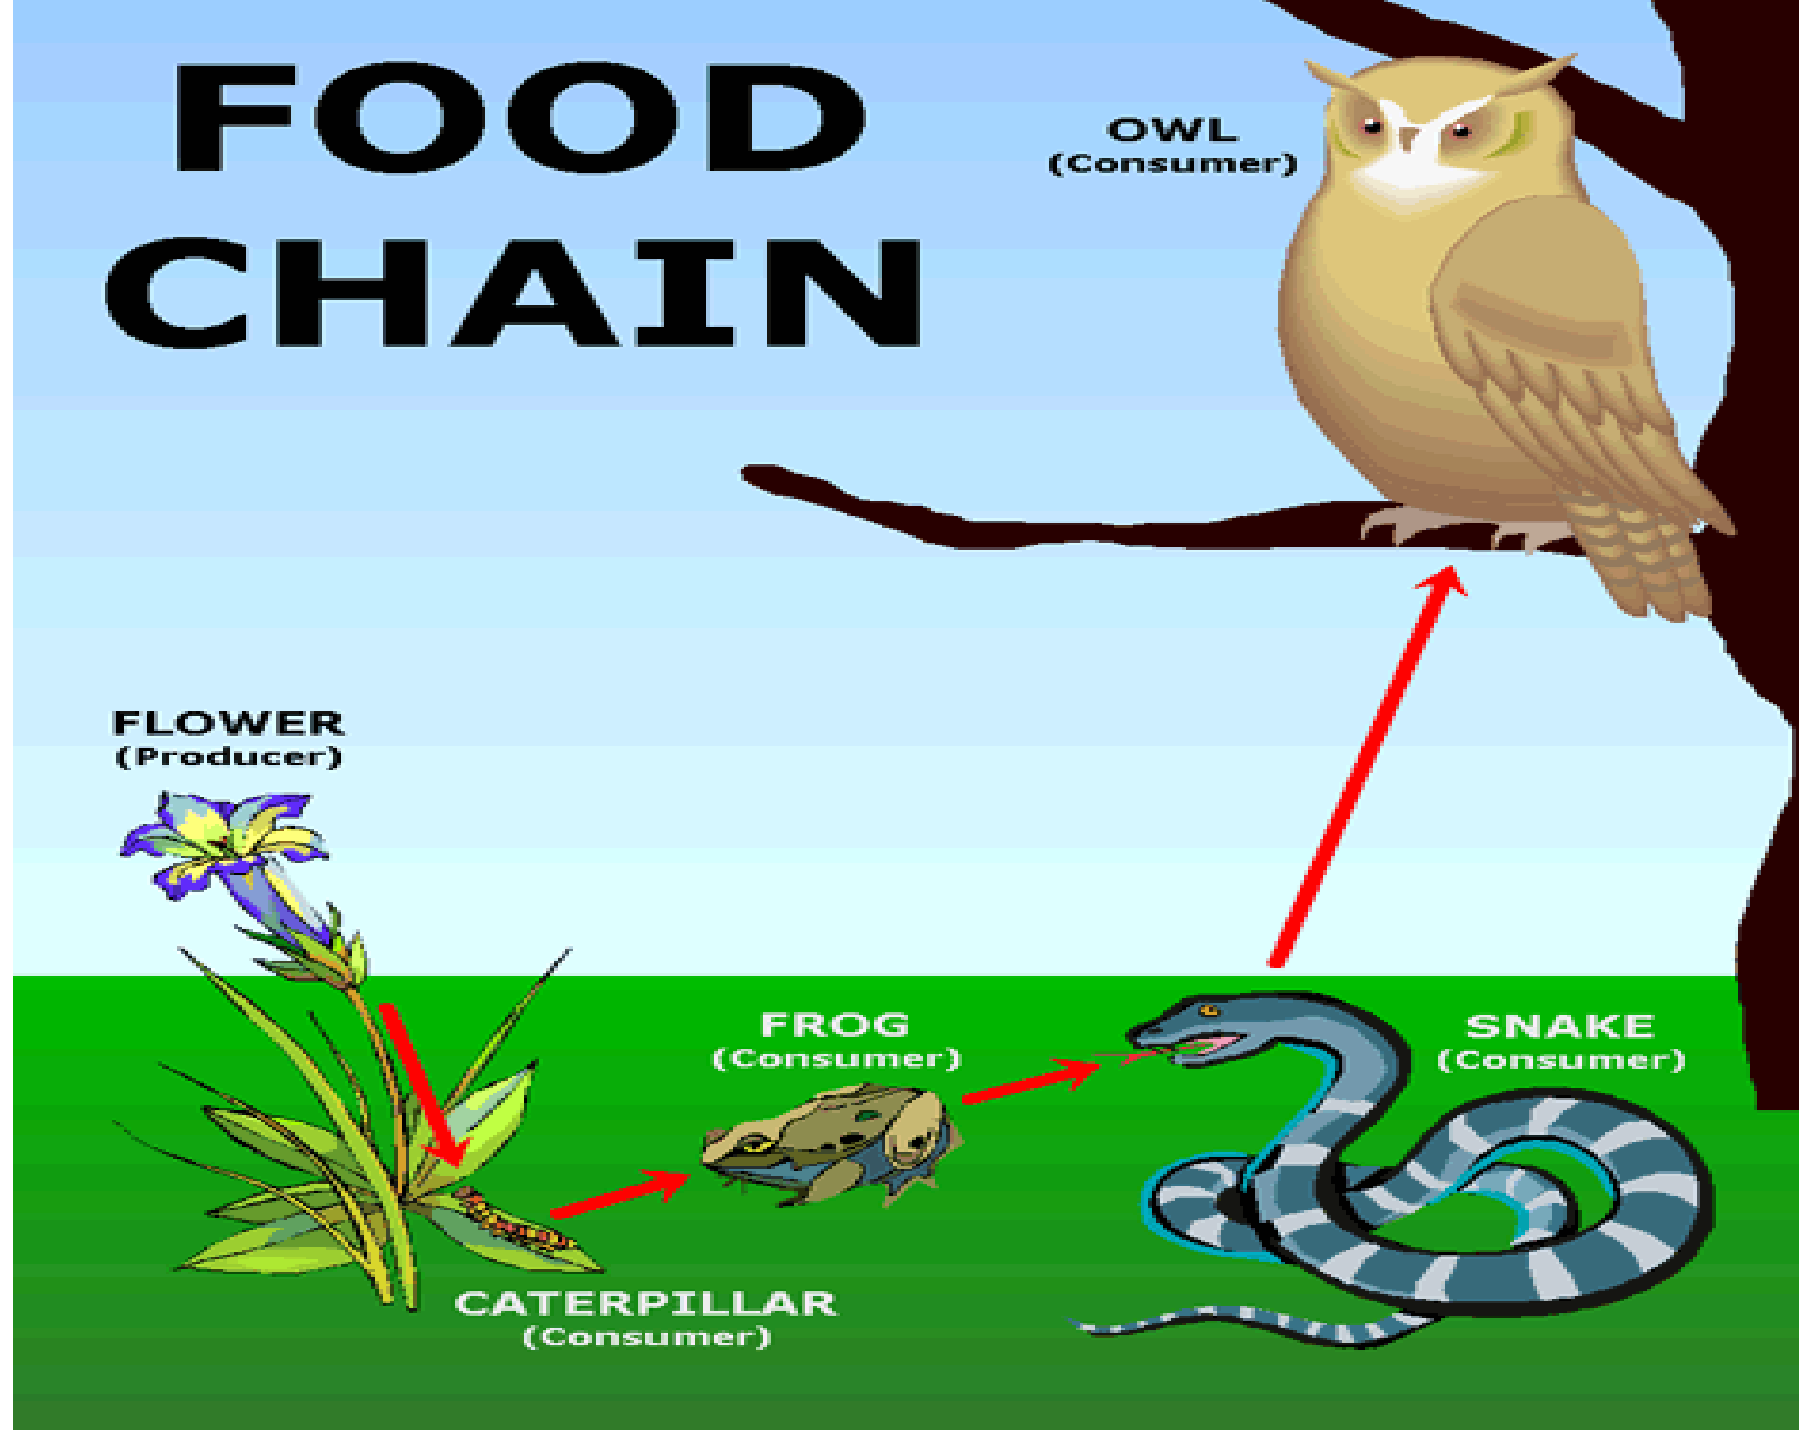 FOOD
CHAIN
OWL
(Consumer)
FLOWER
(Producer)
FROG
(Consumer)
SNAKE
(Consumer)
CATERPILLAR
(Consumer)